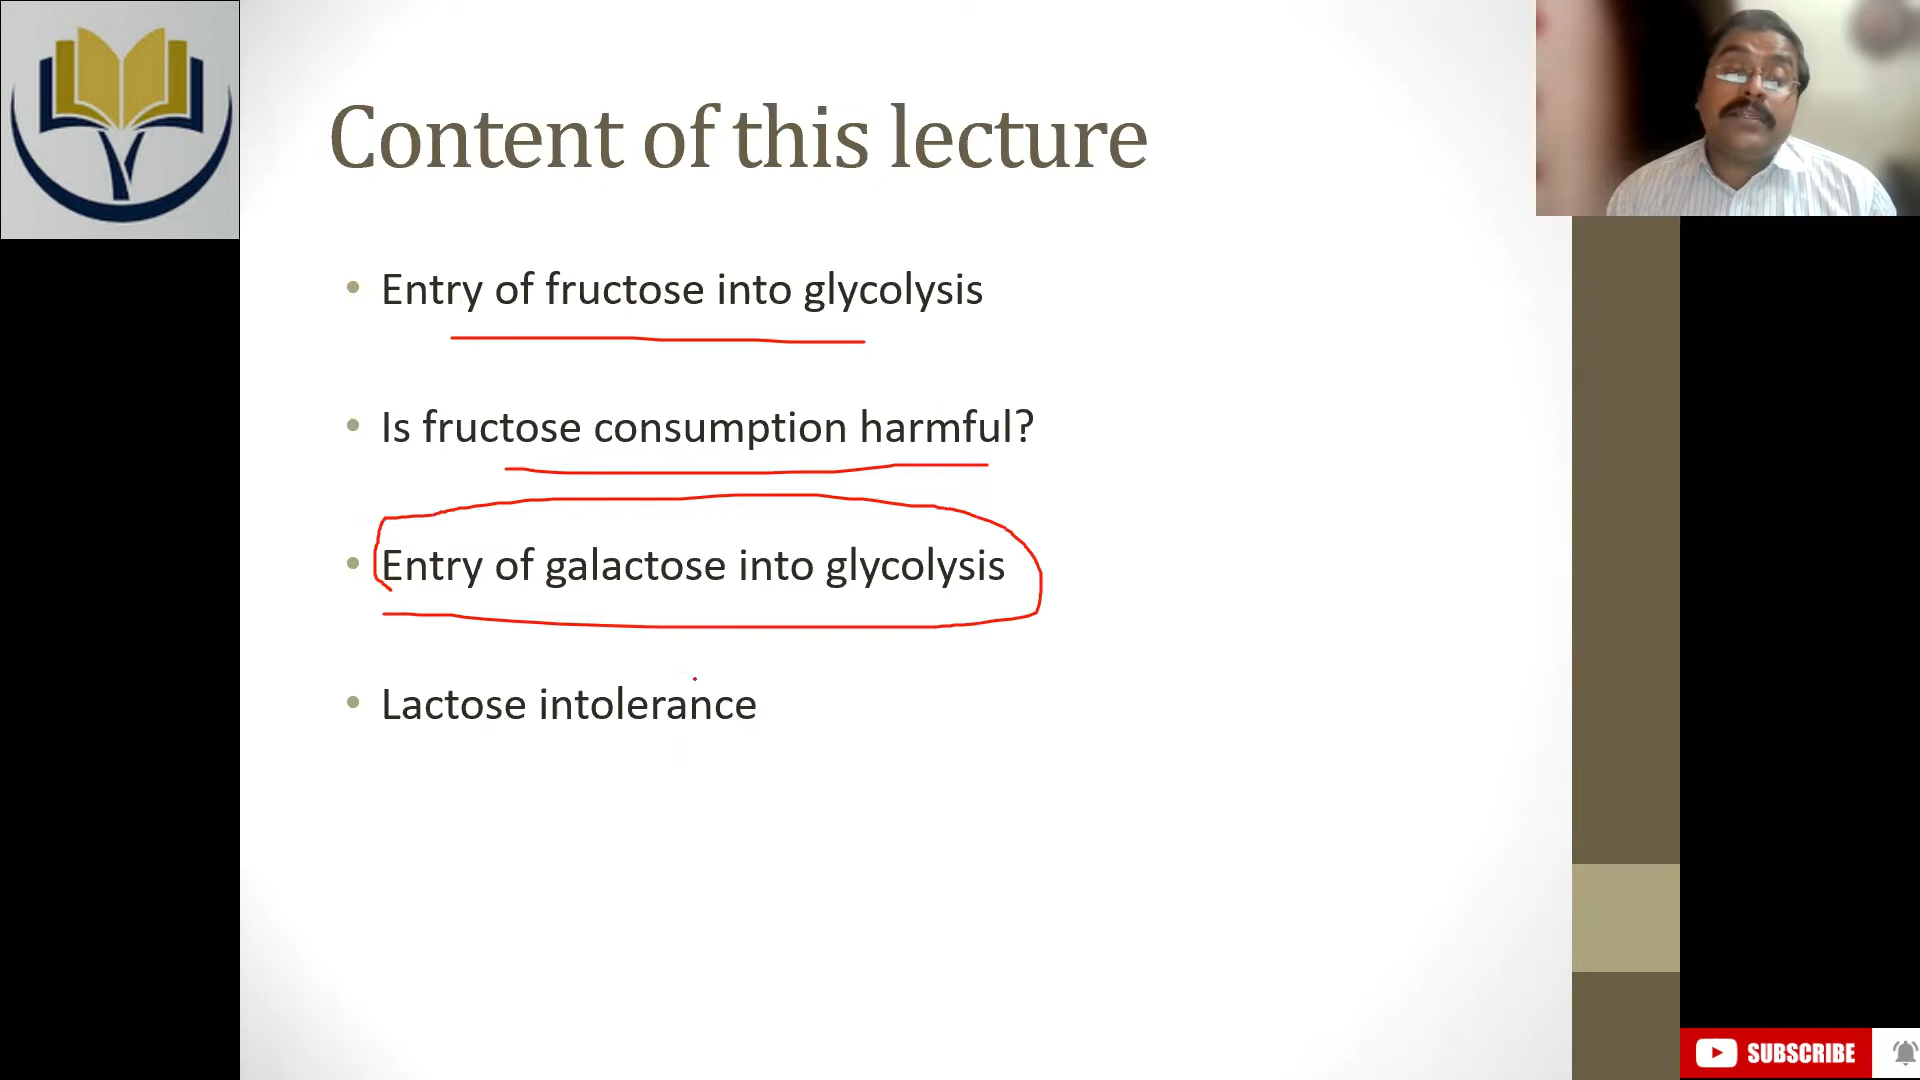 Content of this lecture
• Entry of fructose into glycolysis
• Is fructose consumption harmful?
• Entry of galactose into glycolysis
• Lactose intolerance
SUBSCRIBE